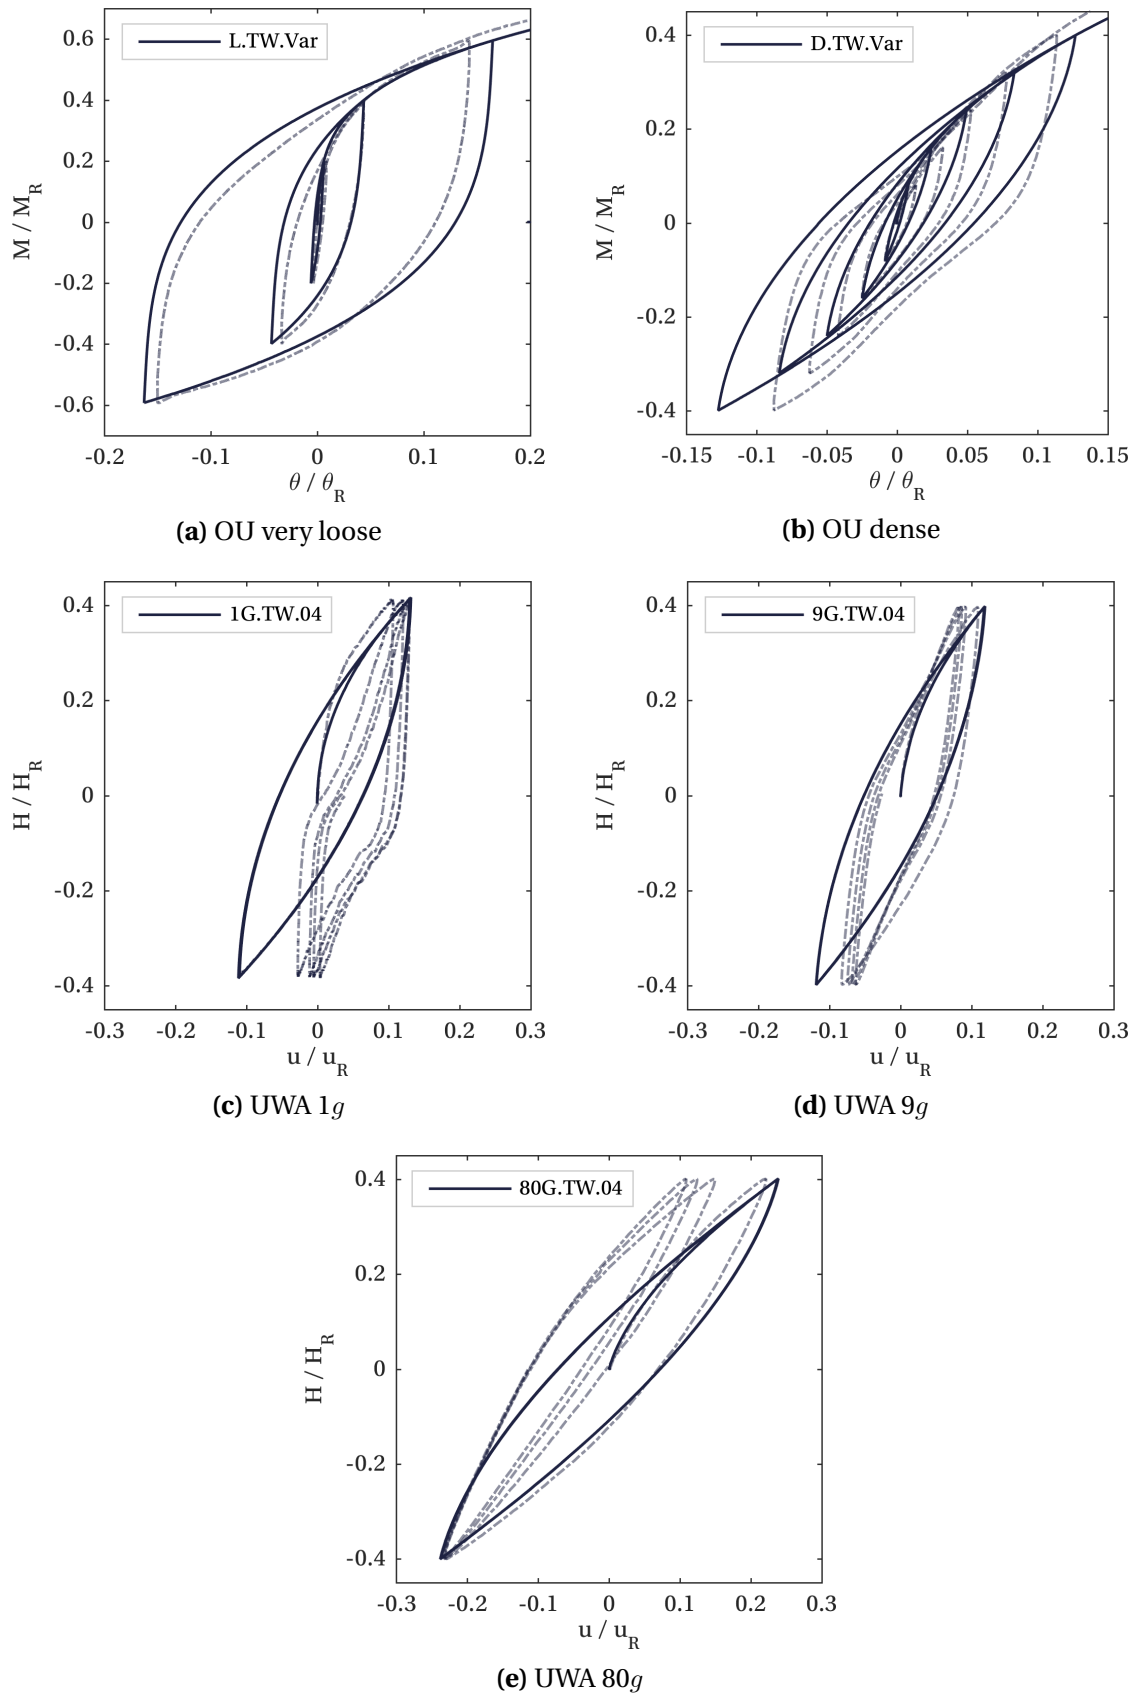 0.6
L.TW.Var
0.4
0.2
0
-0.2
-0.4
-0.6
M / M_R
-0.2 -0.1 0 0.1 0.2
θ / θ_R
(a) OU very loose
0.4
D.TW.Var
0.2
0
-0.2
-0.4
M / M_R
-0.15 -0.1 -0.05 0 0.05 0.1 0.15
θ / θ_R
(b) OU dense
0.4
1G.TW.04
0.2
0
-0.2
-0.4
H / H_R
-0.3 -0.2 -0.1 0 0.1 0.2 0.3
u / u_R
(c) UWA 1g
0.4
9G.TW.04
0.2
0
-0.2
-0.4
H / H_R
-0.3 -0.2 -0.1 0 0.1 0.2 0.3
u / u_R
(d) UWA 9g
0.4
80G.TW.04
0.2
0
-0.2
-0.4
H / H_R
-0.3 -0.2 -0.1 0 0.1 0.2 0.3
u / u_R
(e) UWA 80g